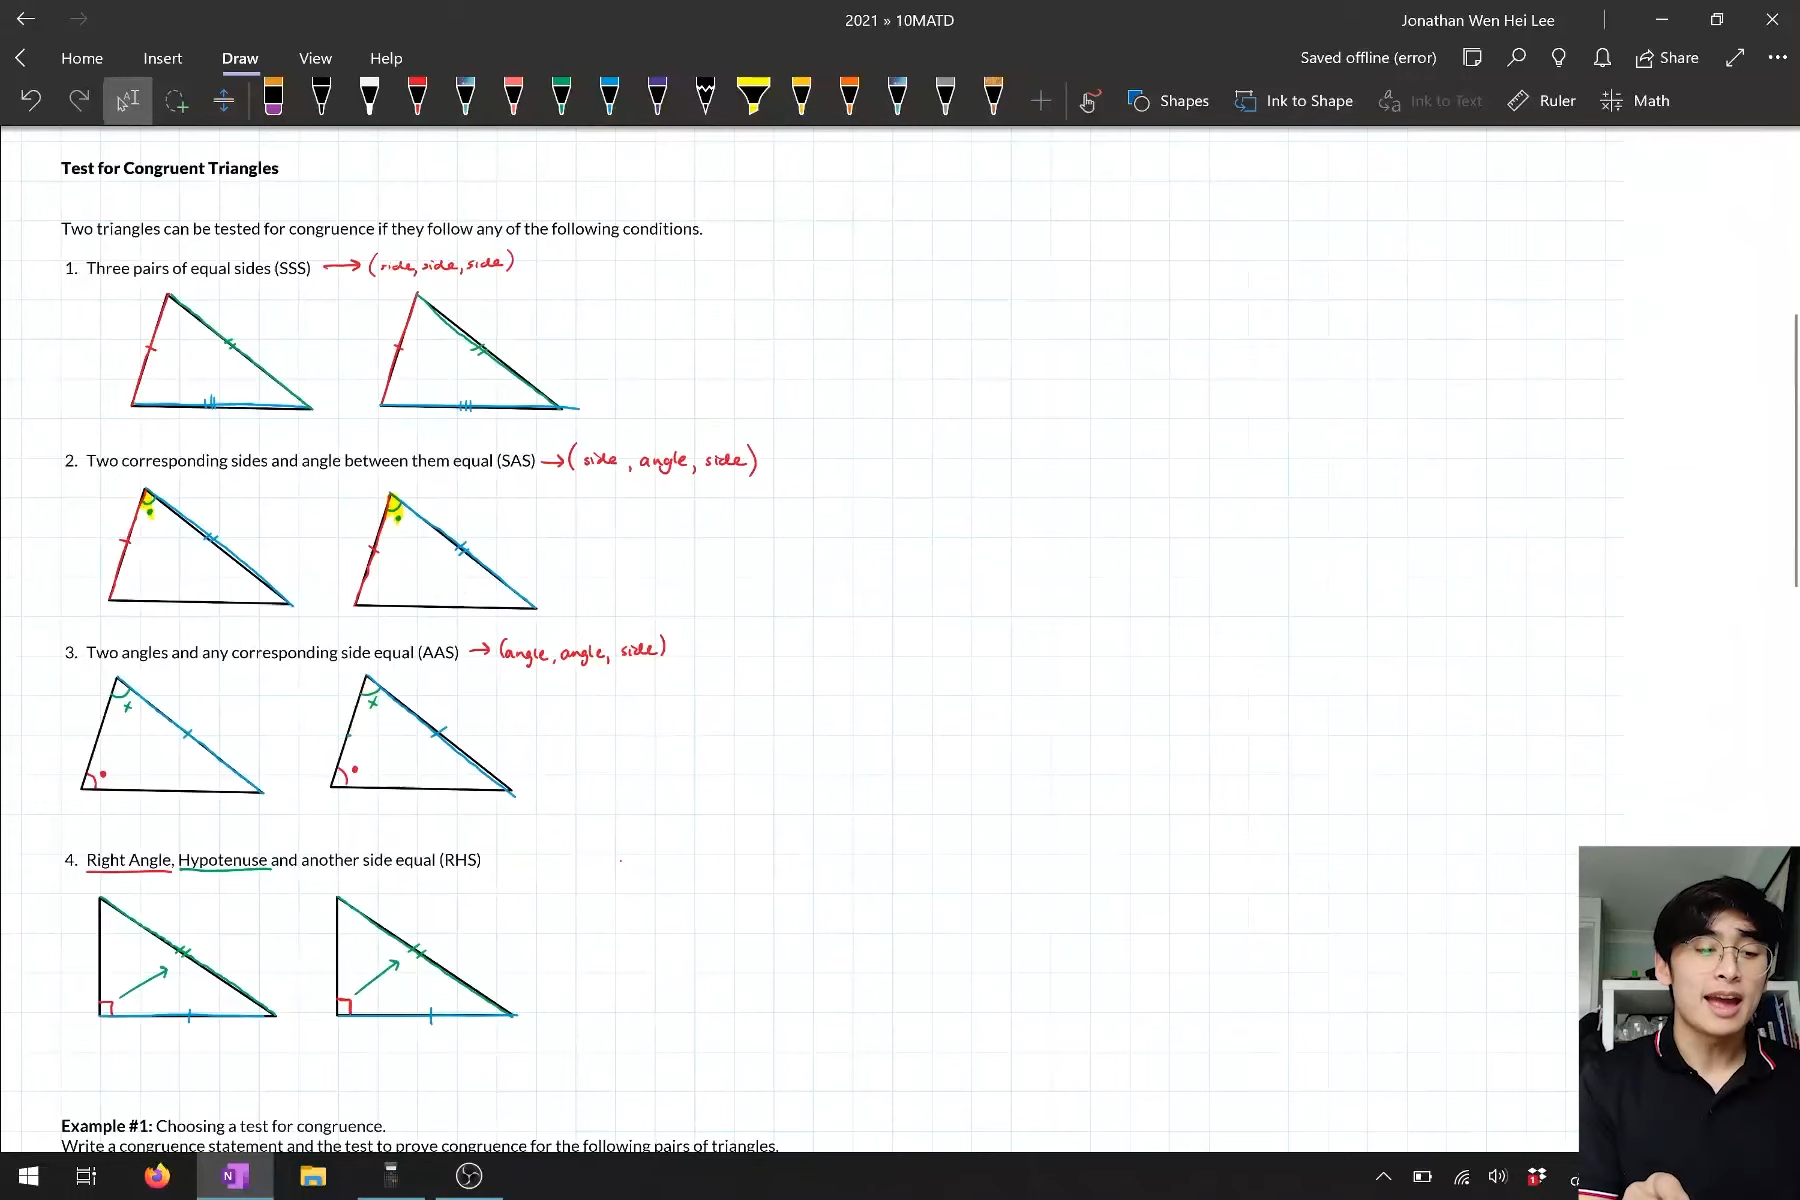 2021 » 10MATD
Jonathan Wen Hei Lee
Home Insert Draw View Help
Saved offline (error)
Share
Shapes
Ink to Shape
Ink to Text
Ruler
Math
Test for Congruent Triangles
Two triangles can be tested for congruence if they follow any of the following conditions.
1. Three pairs of equal sides (SSS) → (side, side, side)
2. Two corresponding sides and angle between them equal (SAS) → (side, angle, side)
3. Two angles and any corresponding side equal (AAS) → (angle, angle, side)
4. Right Angle, Hypotenuse and another side equal (RHS)
Example #1: Choosing a test for congruence.
Write a congruence statement and the test to prove congruence for the following pairs of triangles.